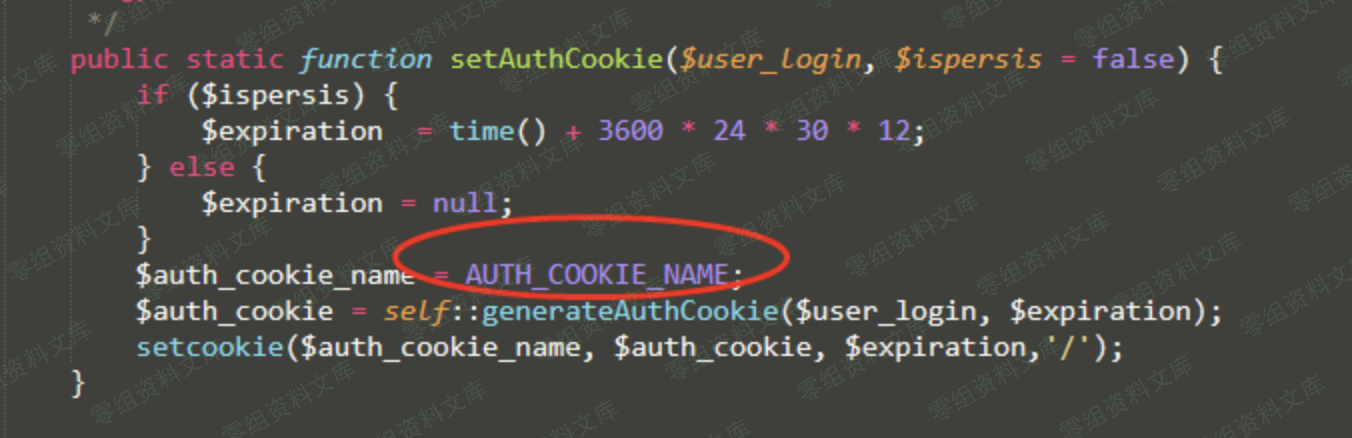 */
public static function setAuthCookie($user_login, $ispersis = false) {
if ($ispersis) {
$expiration  = time() + 3600 * 24 * 30 * 12;
} else {
$expiration = null;
}
$auth_cookie_name = AUTH_COOKIE_NAME;
$auth_cookie = self::generateAuthCookie($user_login, $expiration);
setcookie($auth_cookie_name, $auth_cookie, $expiration,'/');
}
零组资料文库